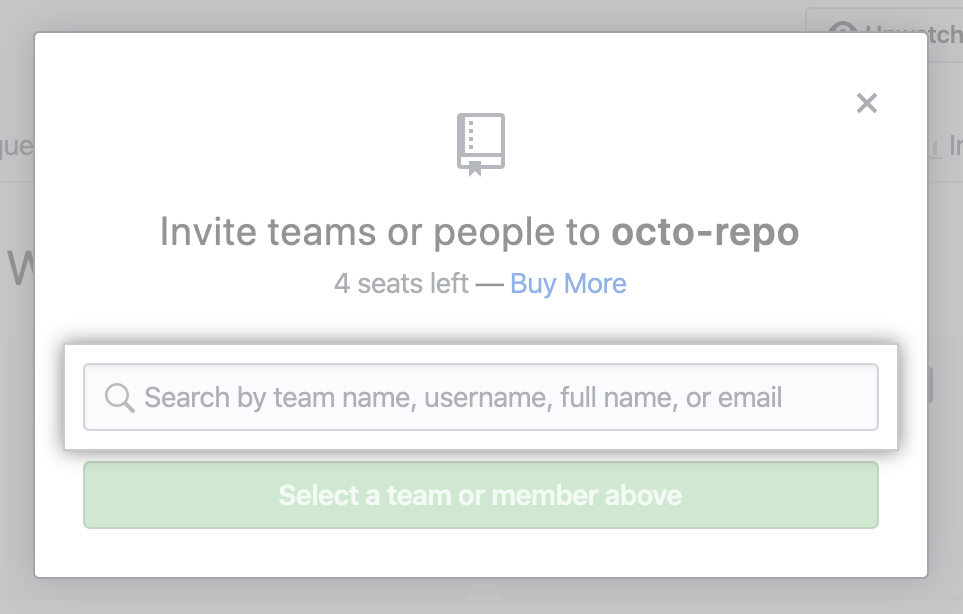 Unwatch
Invite teams or people to octo-repo
4 seats left — Buy More
Search by team name, username, full name, or email
Select a team or member above